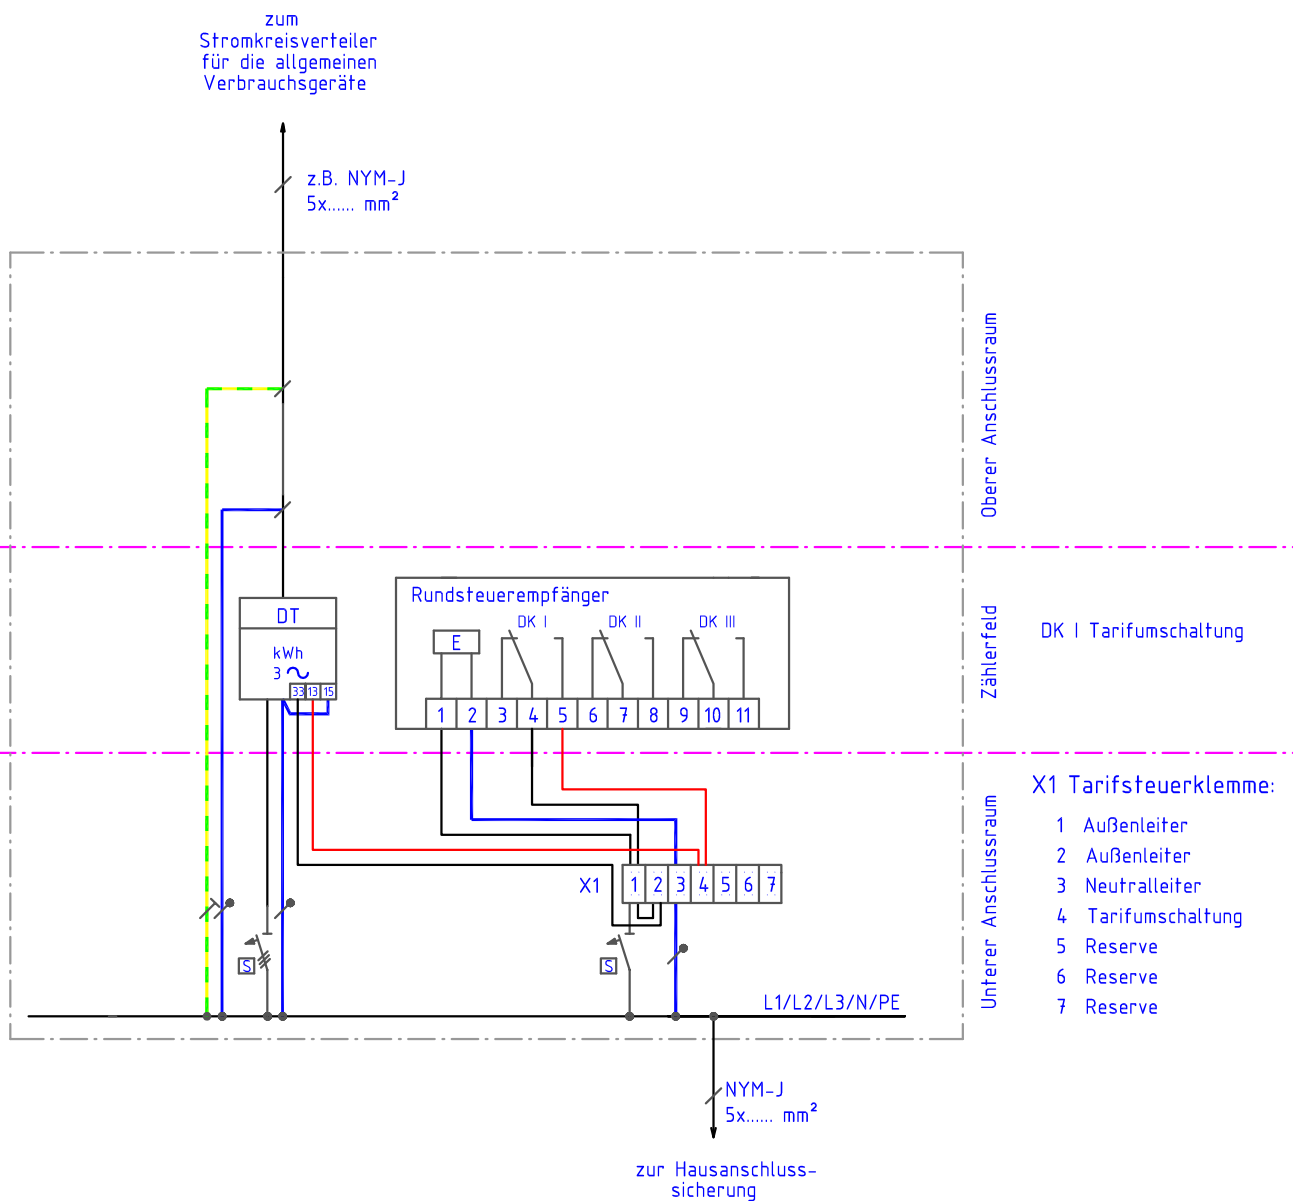 zum
Stromkreisverteiler
für die allgemeinen
Verbrauchsgeräte
z.B. NYM-J
5x...... mm²
Oberer Anschlussraum
DT
kWh
3
33 13 15
Rundsteuerempfänger
DK I DK II DK III
E
1 2 3 4 5 6 7 8 9 10 11
Zählerfeld
DK I Tarifumschaltung
X1 Tarifsteuerklemme:
1 Außenleiter
2 Außenleiter
3 Neutralleiter
4 Tarifumschaltung
5 Reserve
6 Reserve
7 Reserve
Unterer Anschlussraum
X1 1 2 3 4 5 6 7
S S
L1/L2/L3/N/PE
NYM-J
5x...... mm²
zur Hausanschluss-
sicherung